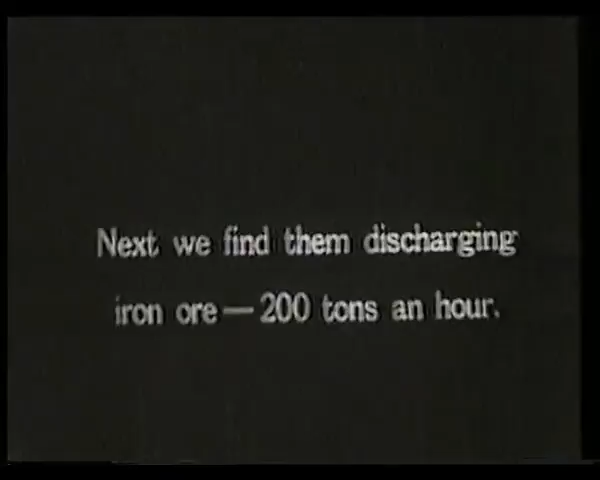 Next we find them discharging
iron ore — 200 tons an hour.